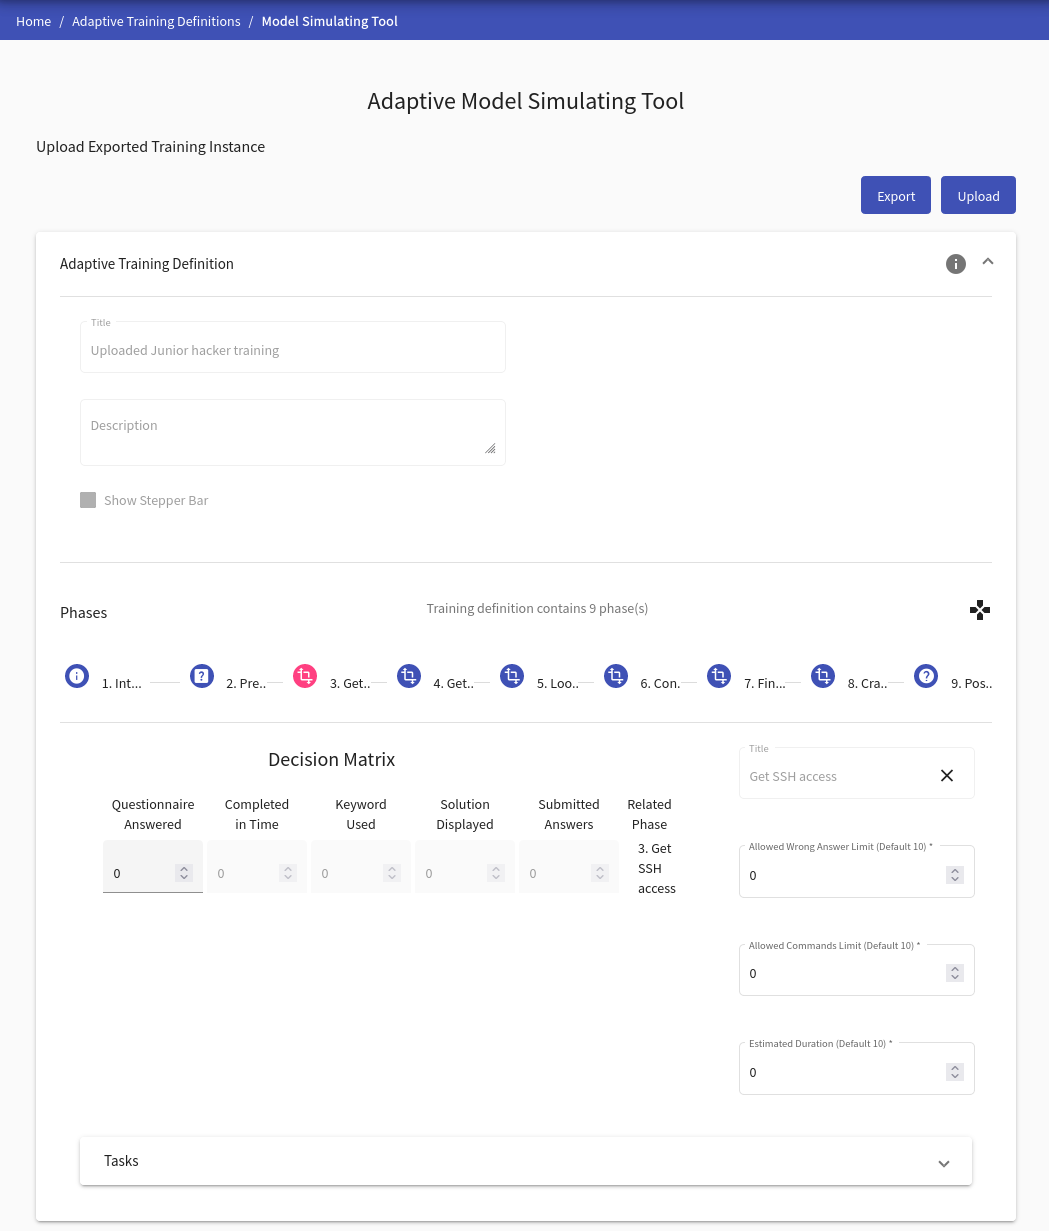 Home / Adaptive Training Definitions / Model Simulating Tool
Adaptive Model Simulating Tool
Upload Exported Training Instance
Export
Upload
Adaptive Training Definition
Title
Uploaded Junior hacker training
Description
Show Stepper Bar
Phases
Training definition contains 9 phase(s)
1. Int...
2. Pre..
3. Get..
4. Get..
5. Loo..
6. Con.
7. Fin...
8. Cra..
9. Pos..
Decision Matrix
Questionnaire
Answered
Completed
in Time
Keyword
Used
Solution
Displayed
Submitted
Answers
Related
Phase
0
0
0
0
0
3. Get
SSH
access
Title
Get SSH access
Allowed Wrong Answer Limit (Default 10) *
0
Allowed Commands Limit (Default 10) *
0
Estimated Duration (Default 10) *
0
Tasks